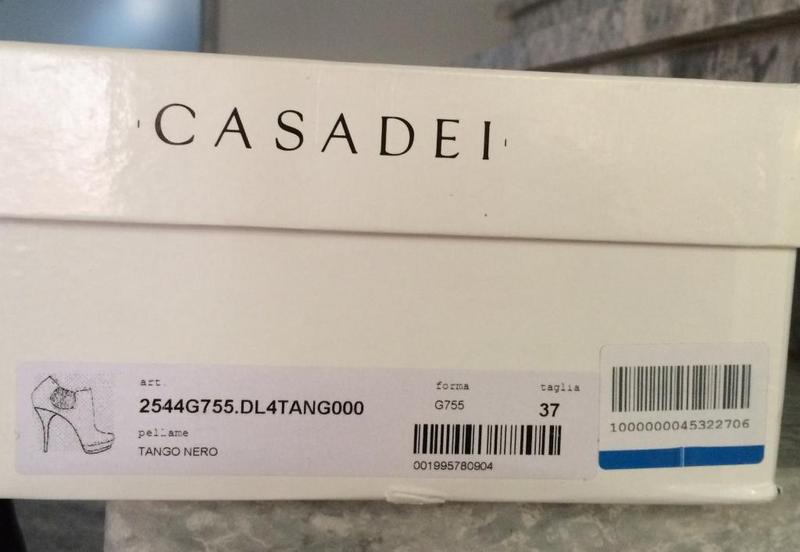 CASADEI
art.
2544G755.DL4TANG000
pellame
TANGO NERO
forma
G755
taglia
37
001995780904
1000000045322706